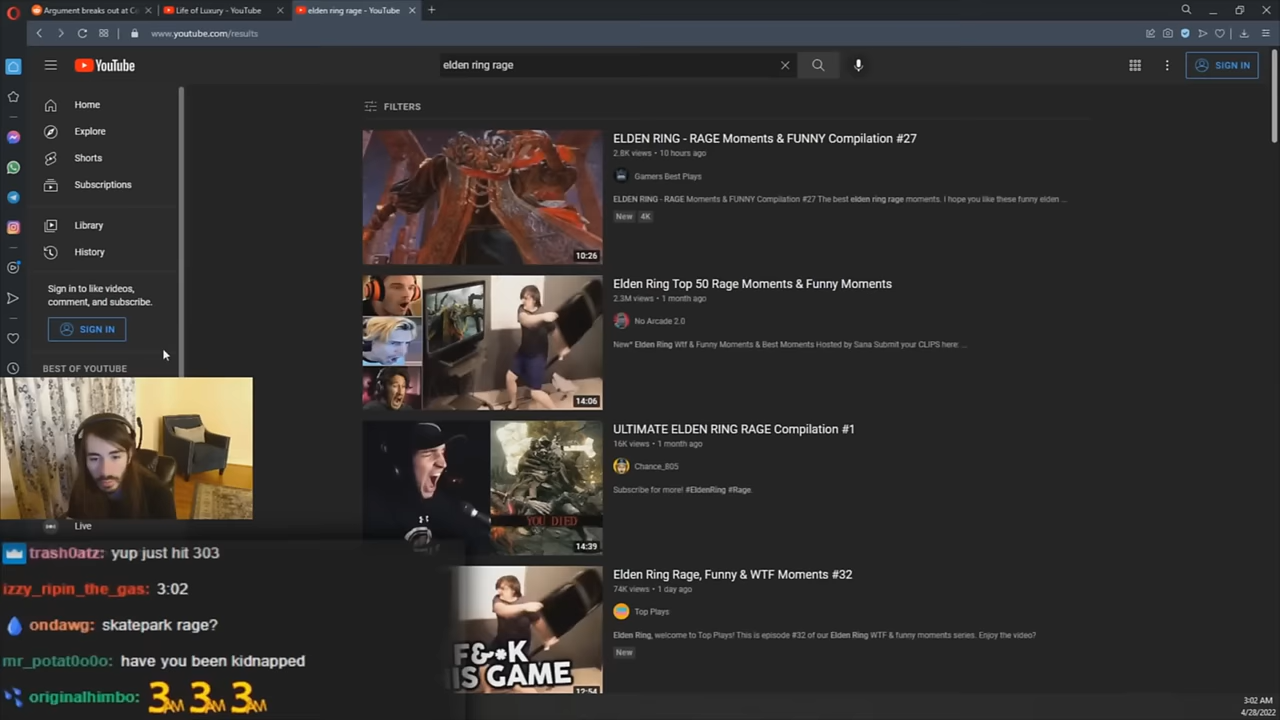 Argument breaks out at C
Life of Luxury - YouTube
elden ring rage - YouTube
www.youtube.com/results
YouTube
elden ring rage
SIGN IN
Home
Explore
Shorts
Subscriptions
Library
History
Sign in to like videos,
comment, and subscribe.
SIGN IN
BEST OF YOUTUBE
Live
FILTERS
10:26
ELDEN RING - RAGE Moments & FUNNY Compilation #27
2.8K views • 10 hours ago
Gamers Best Plays
ELDEN RING - RAGE Moments & FUNNY Compilation #27 The best elden ring rage moments. I hope you like these funny elden ...
New 4K
14:06
Elden Ring Top 50 Rage Moments & Funny Moments
2.3M views • 1 month ago
No Arcade 2.0
New* Elden Ring Wtf & Funny Moments & Best Moments Hosted by Sana Submit your CLIPS here: ...
YOU DIED
14:39
ULTIMATE ELDEN RING RAGE Compilation #1
16K views • 1 month ago
Chance_805
Subscribe for more! #EldenRing #Rage.
F&*K
IS GAME
12:54
Elden Ring Rage, Funny & WTF Moments #32
74K views • 1 day ago
Top Plays
Elden Ring, welcome to Top Plays! This is episode #32 of our Elden Ring WTF & funny moments series. Enjoy the video?
New
trash0atz: yup just hit 303
izzy_ripin_the_gas: 3:02
ondawg: skatepark rage?
mr_potat0o0o: have you been kidnapped
originalhimbo: 3AM 3AM 3AM
3:02 AM
4/28/2022